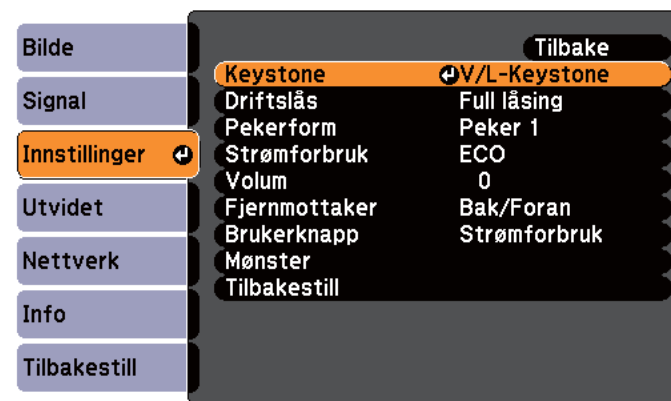 Bilde
Signal
Innstillinger
Utvidet
Nettverk
Info
Tilbakestill
Tilbake
Keystone V/L-Keystone
Driftslås Full låsing
Pekerform Peker 1
Strømforbruk ECO
Volum 0
Fjernmottaker Bak/Foran
Brukerknapp Strømforbruk
Mønster
Tilbakestill